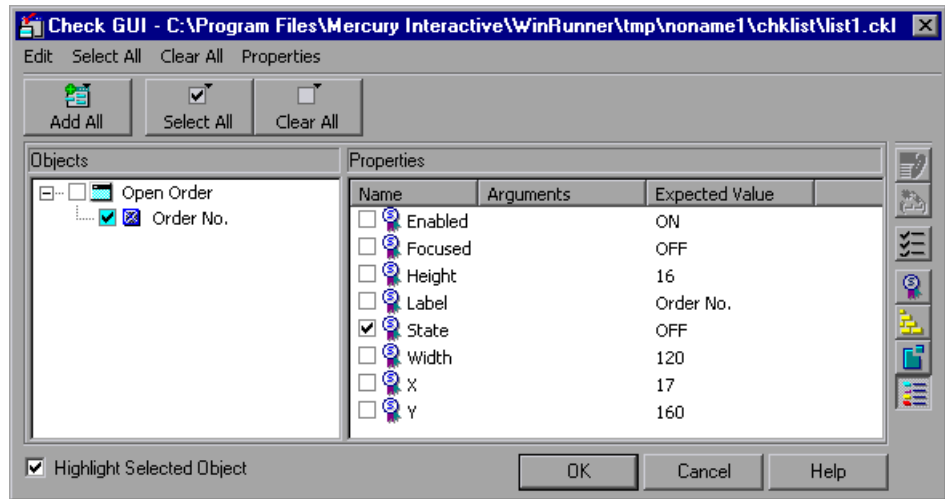 Check GUI - C:\Program Files\Mercury Interactive\WinRunner\tmp\noname1\chklist\list1.ckl
Edit Select All Clear All Properties
Add All Select All Clear All
Objects Properties
Open Order
Order No.
Name Arguments Expected Value
Enabled ON
Focused OFF
Height 16
Label Order No.
State OFF
Width 120
X 17
Y 160
Highlight Selected Object
OK Cancel Help